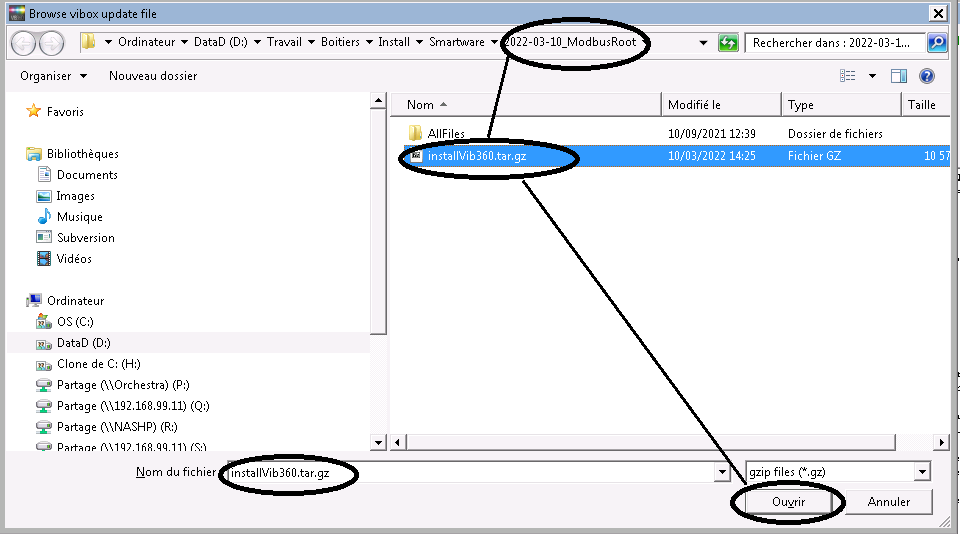 Browse vibox update file
Ordinateur DataD (D:) Travail Boitiers Install Smartware 2022-03-10_ModbusRoot Rechercher dans : 2022-03-1...
Organiser Nouveau dossier
Favoris
Bibliothèques
Documents
Images
Musique
Subversion
Vidéos
Ordinateur
OS (C:)
DataD (D:)
Clone de C: (H:)
Partage (\\Orchestra) (P:)
Partage (\\192.168.99.11) (Q:)
Partage (\\NASHP) (R:)
Partage (\\192.168.99.11) (S:)
Nom Modifié le Type Taille
AllFiles 10/09/2021 12:39 Dossier de fichiers
installVib360.tar.gz 10/03/2022 14:25 Fichier GZ 10 57
Nom du fichier installVib360.tar.gz gzip files (*.gz)
Ouvrir Annuler